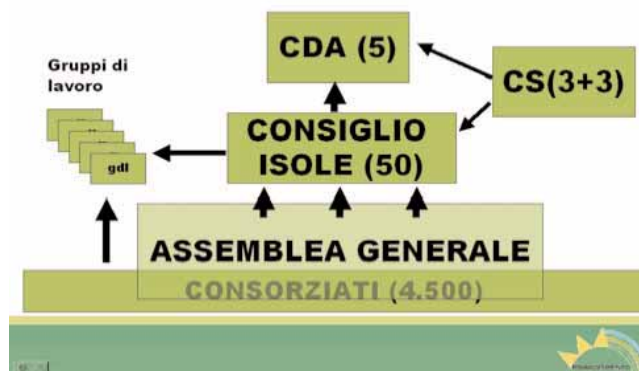 CDA (5)
Gruppi di
lavoro
CS(3+3)
CONSIGLIO
ISOLE (50)
gdl
ASSEMBLEA GENERALE
CONSORZIATI (4.500)